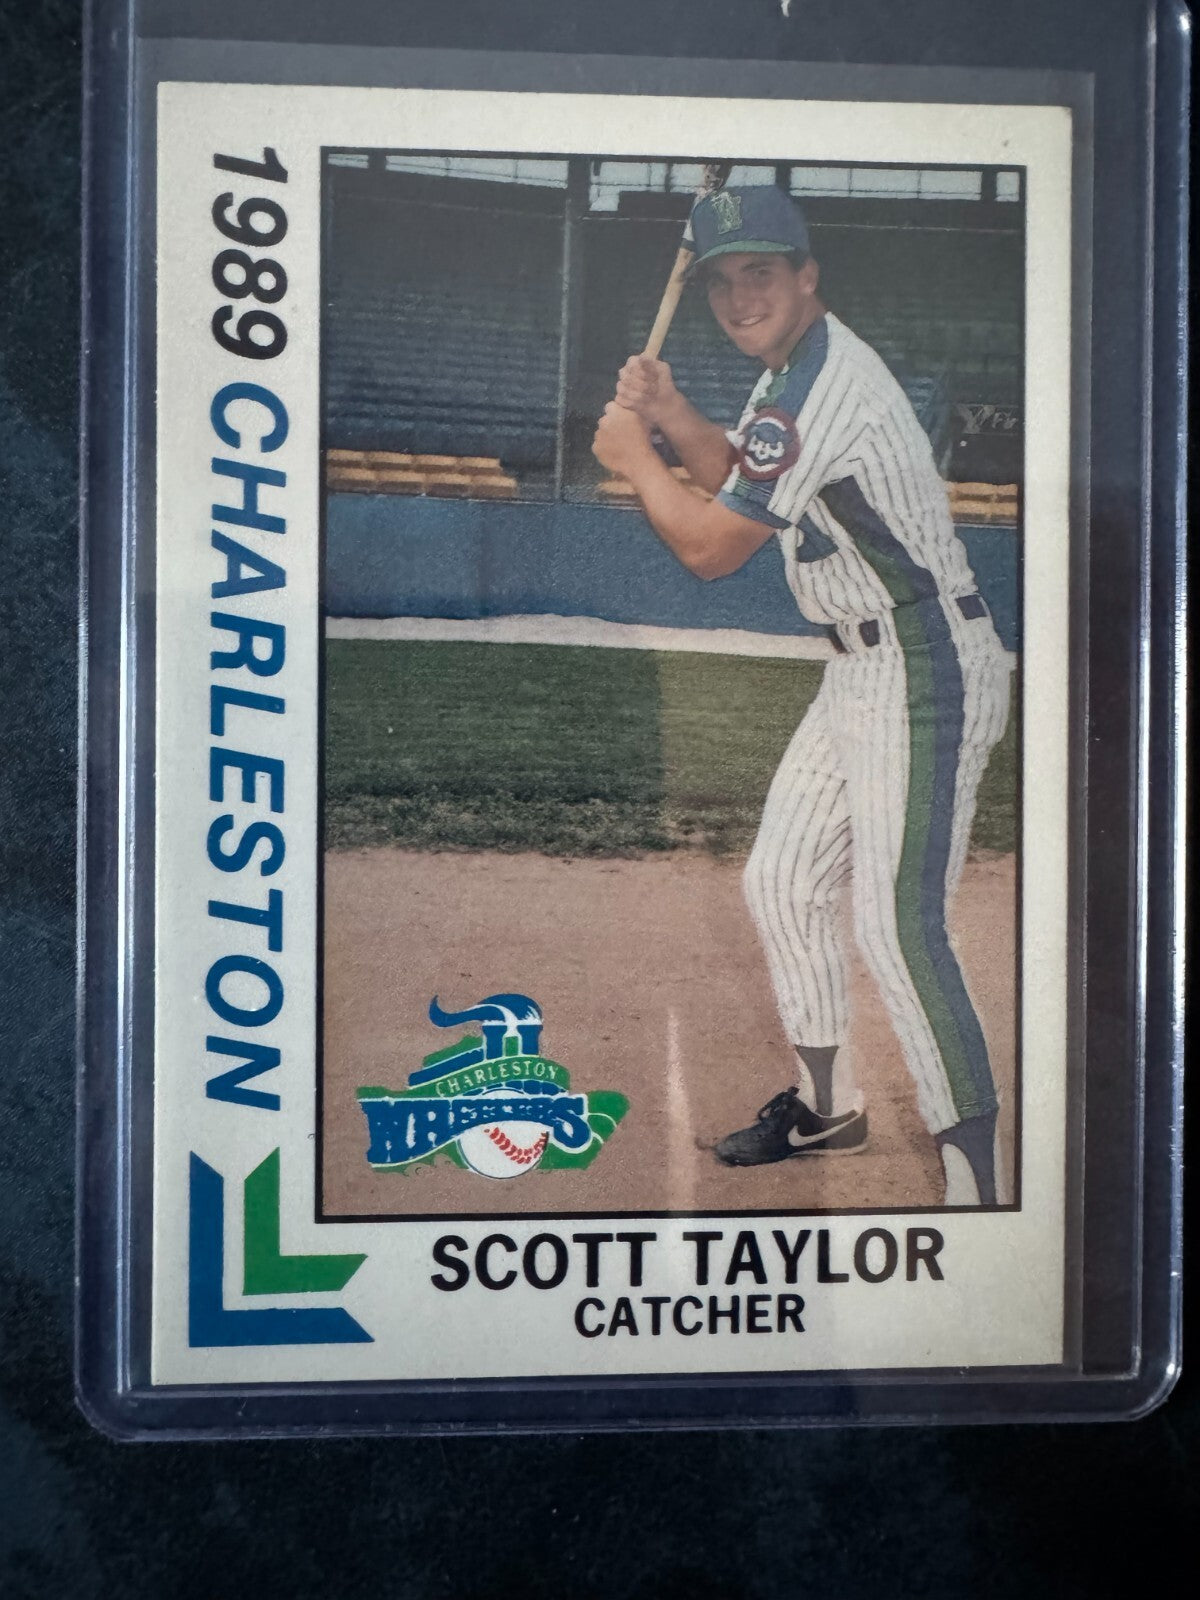 1989 CHARLESTON
CHARLESTON
WHEELERS
SCOTT TAYLOR
CATCHER